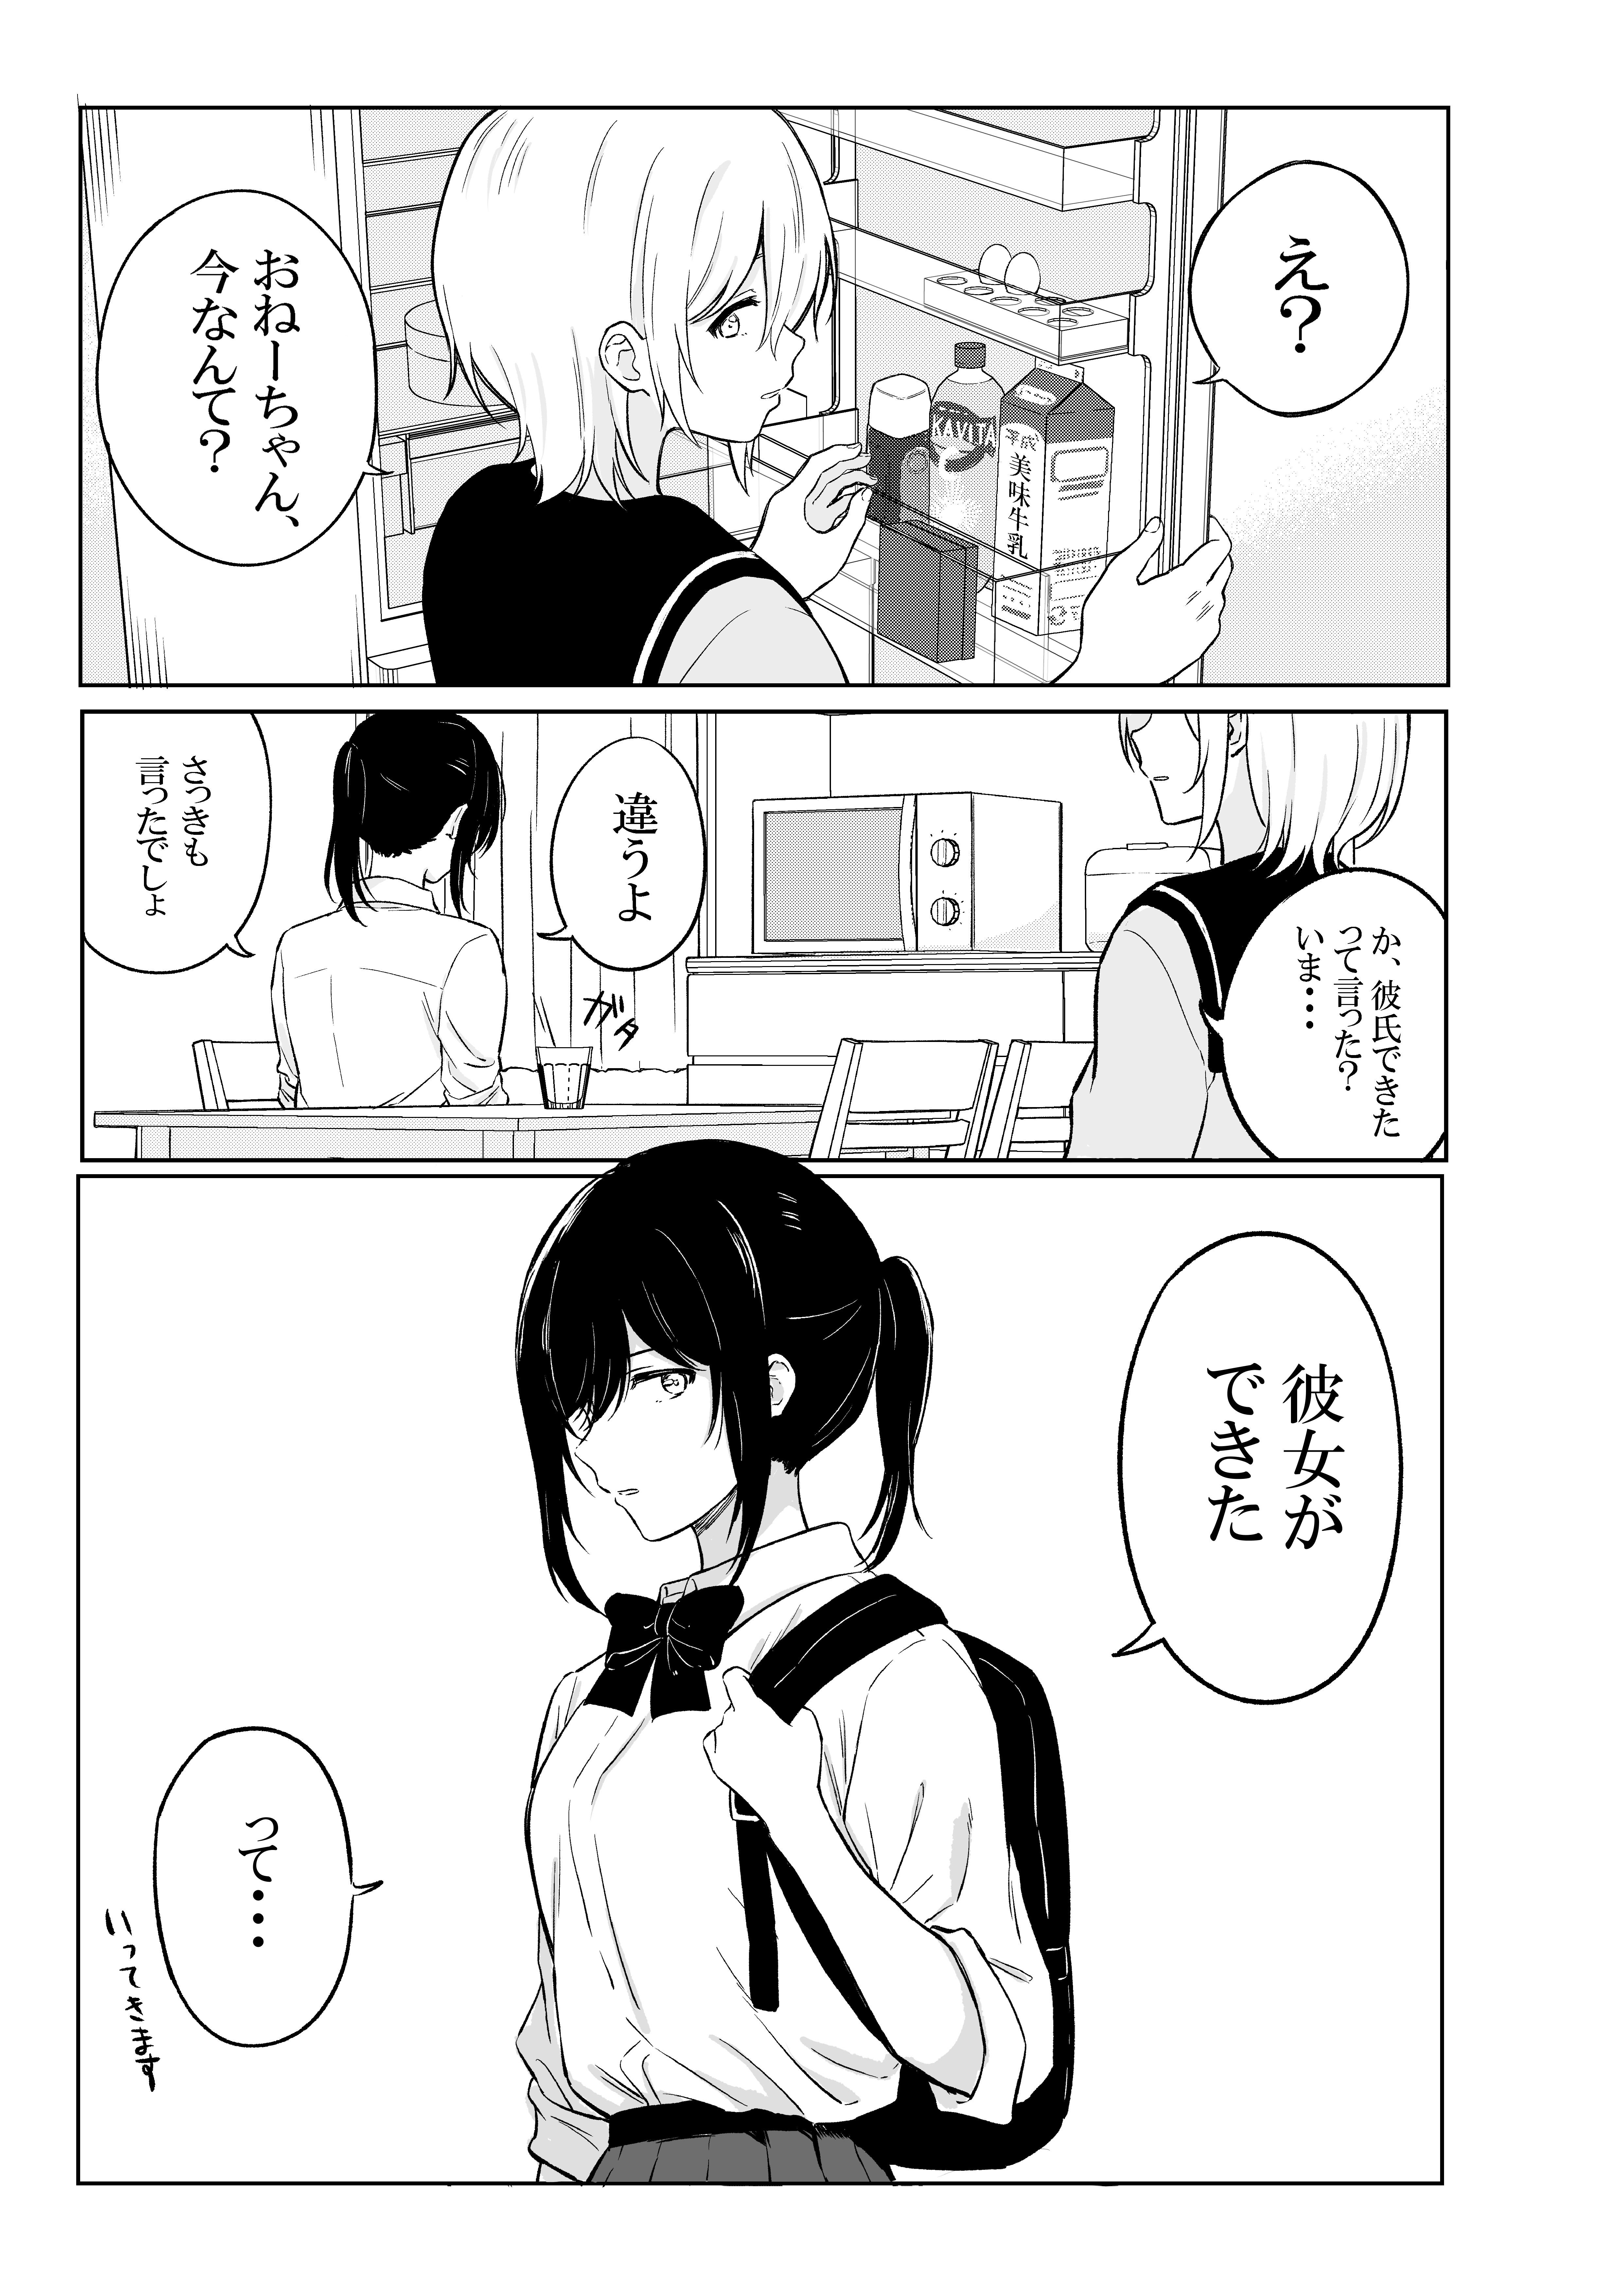 え？
おねーちゃん、
今なんて？
KAVITA
美味牛乳
か、彼氏できた
って言った？
いま・・・
違うよ
ガタ
さっきも
言ったでしょ
彼女が
できた
って・・・
いってきます